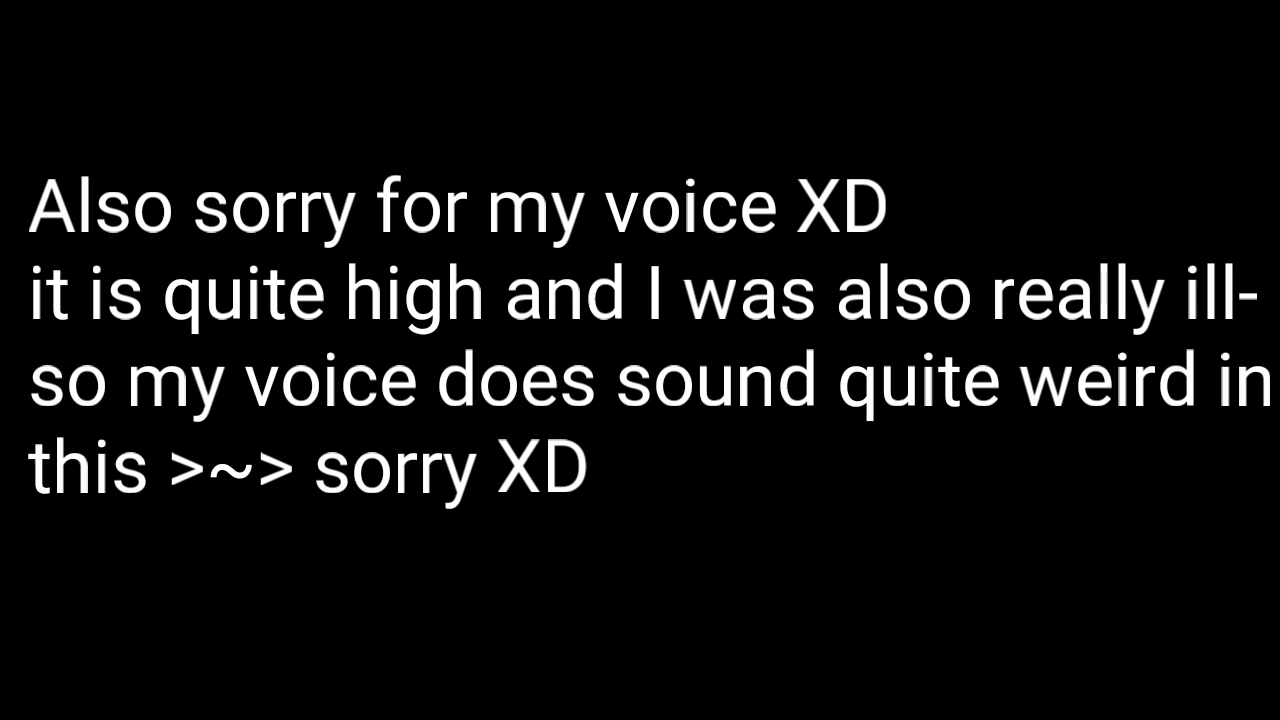 Also sorry for my voice XD
it is quite high and I was also really ill-
so my voice does sound quite weird in
this >~> sorry XD